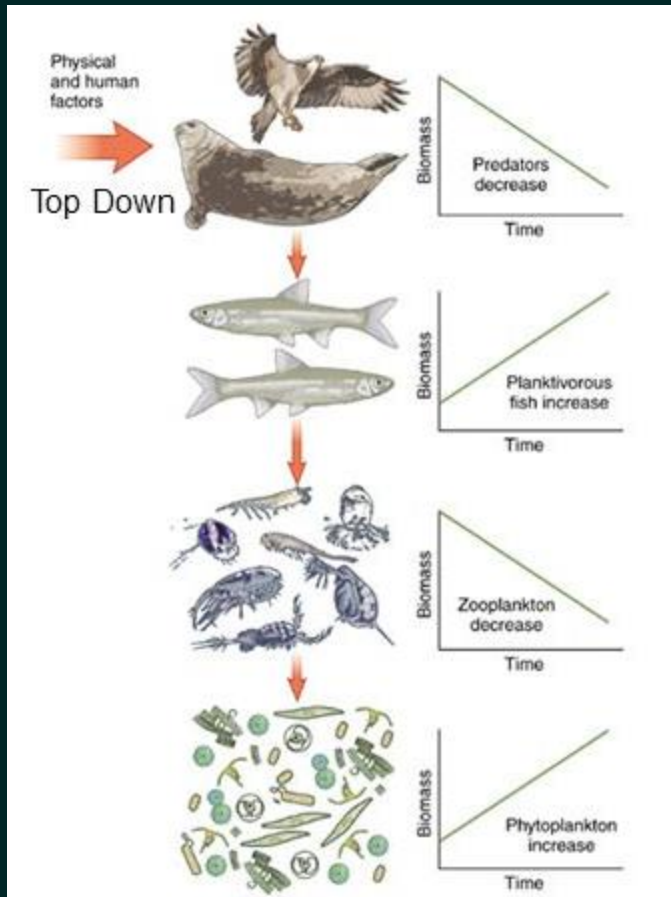 Physical
and human
factors
Top Down
Biomass
Predators
decrease
Time
Biomass
Planktivorous
fish increase
Time
Biomass
Zooplankton
decrease
Time
Biomass
Phytoplankton
increase
Time